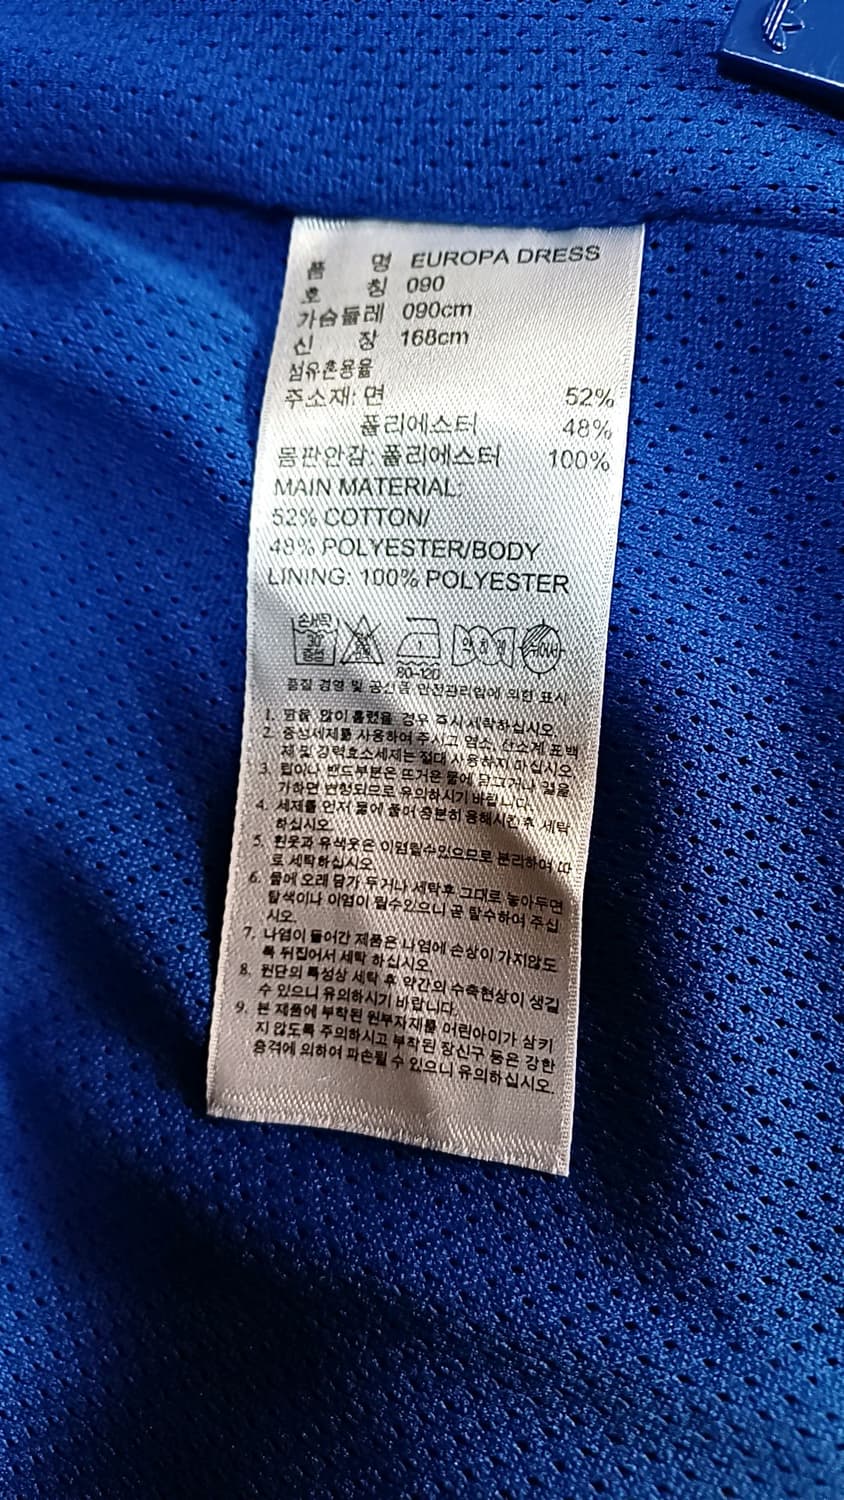 품 명 EUROPA DRESS
호 칭 090
가슴둘레 090cm
신 장 168cm
섬유혼용율
주소재: 면 52%
폴리에스터 48%
몸판안감: 폴리에스터 100%
MAIN MATERIAL:
52% COTTON/
48% POLYESTER/BODY
LINING: 100% POLYESTER
손세탁 약하게 뉘어서
30° 1
중성
80~120
품질 경영 및 공산품 안전관리법에 의한 표시
1. 땀을 많이 흘렸을 경우 즉시 세탁하십시오.
2. 중성세제를 사용하여 주시고 염소, 산소계 표백
제 및 강력효소세제는 절대 사용하지 마십시오.
3. 립이나 밴드부분은 뜨거운 물에 담그거나 열을
가하면 변형되므로 유의하시기 바랍니다.
4. 세제를 먼저 물에 풀어 충분히 용해시킨 후 세탁
하십시오.
5. 흰옷과 유색옷은 이염될수있으므로 분리하여 따
로 세탁하십시오.
6. 물에 오래 담가 두거나 세탁후 그대로 놓아두면
탈색이나 이염이 될수있으니 곧 탈수하여 주십
시오.
7. 나염이 들어간 제품은 나염에 손상이 가지않도
록 뒤집어서 세탁 하십시오.
8. 원단의 특성상 세탁 후 약간의 수축현상이 생길
수 있으니 유의하시기 바랍니다.
9. 본 제품에 부착된 원부자재를 어린아이가 삼키
지 않도록 주의하시고 부착된 장신구 등은 강한
충격에 의하여 파손될 수 있으니 유의하십시오.